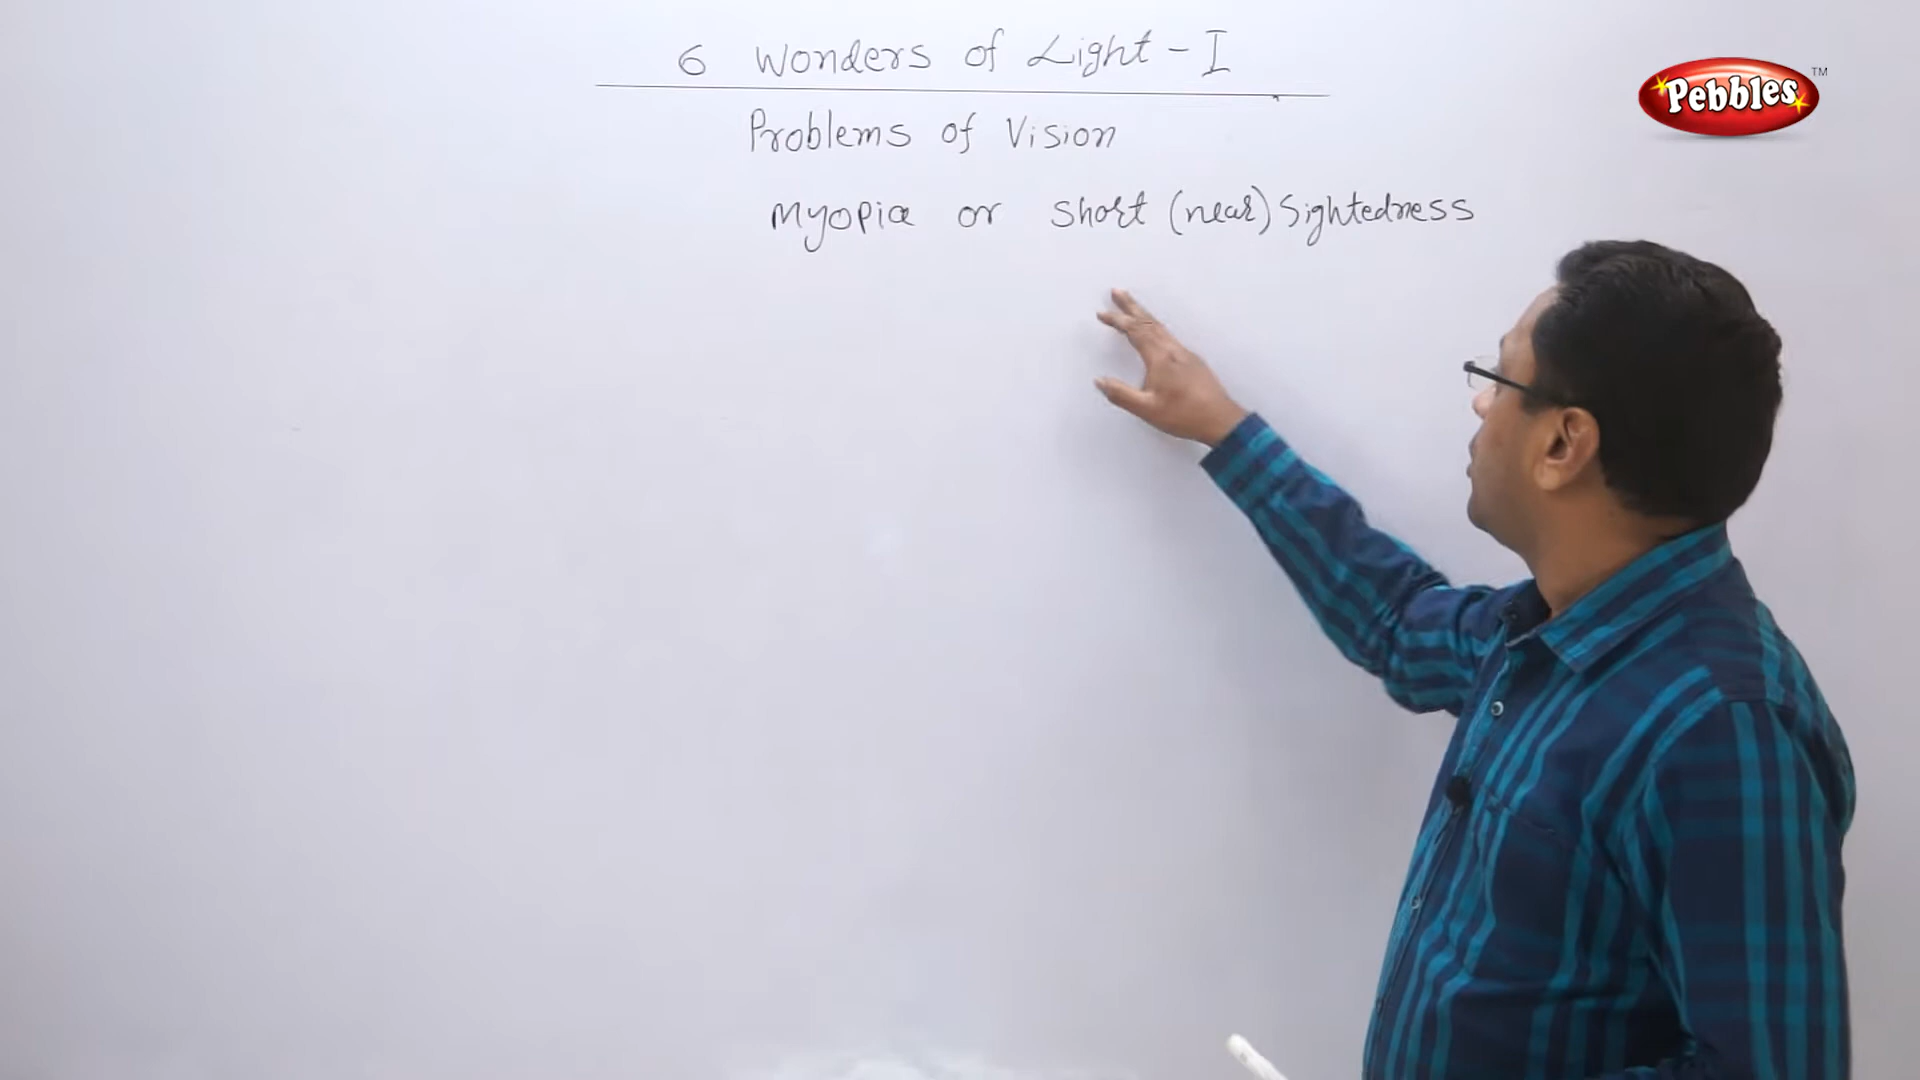 6 Wonders of Light - I
Problems of Vision
Myopia or short (near) Sightedness
Pebbles TM